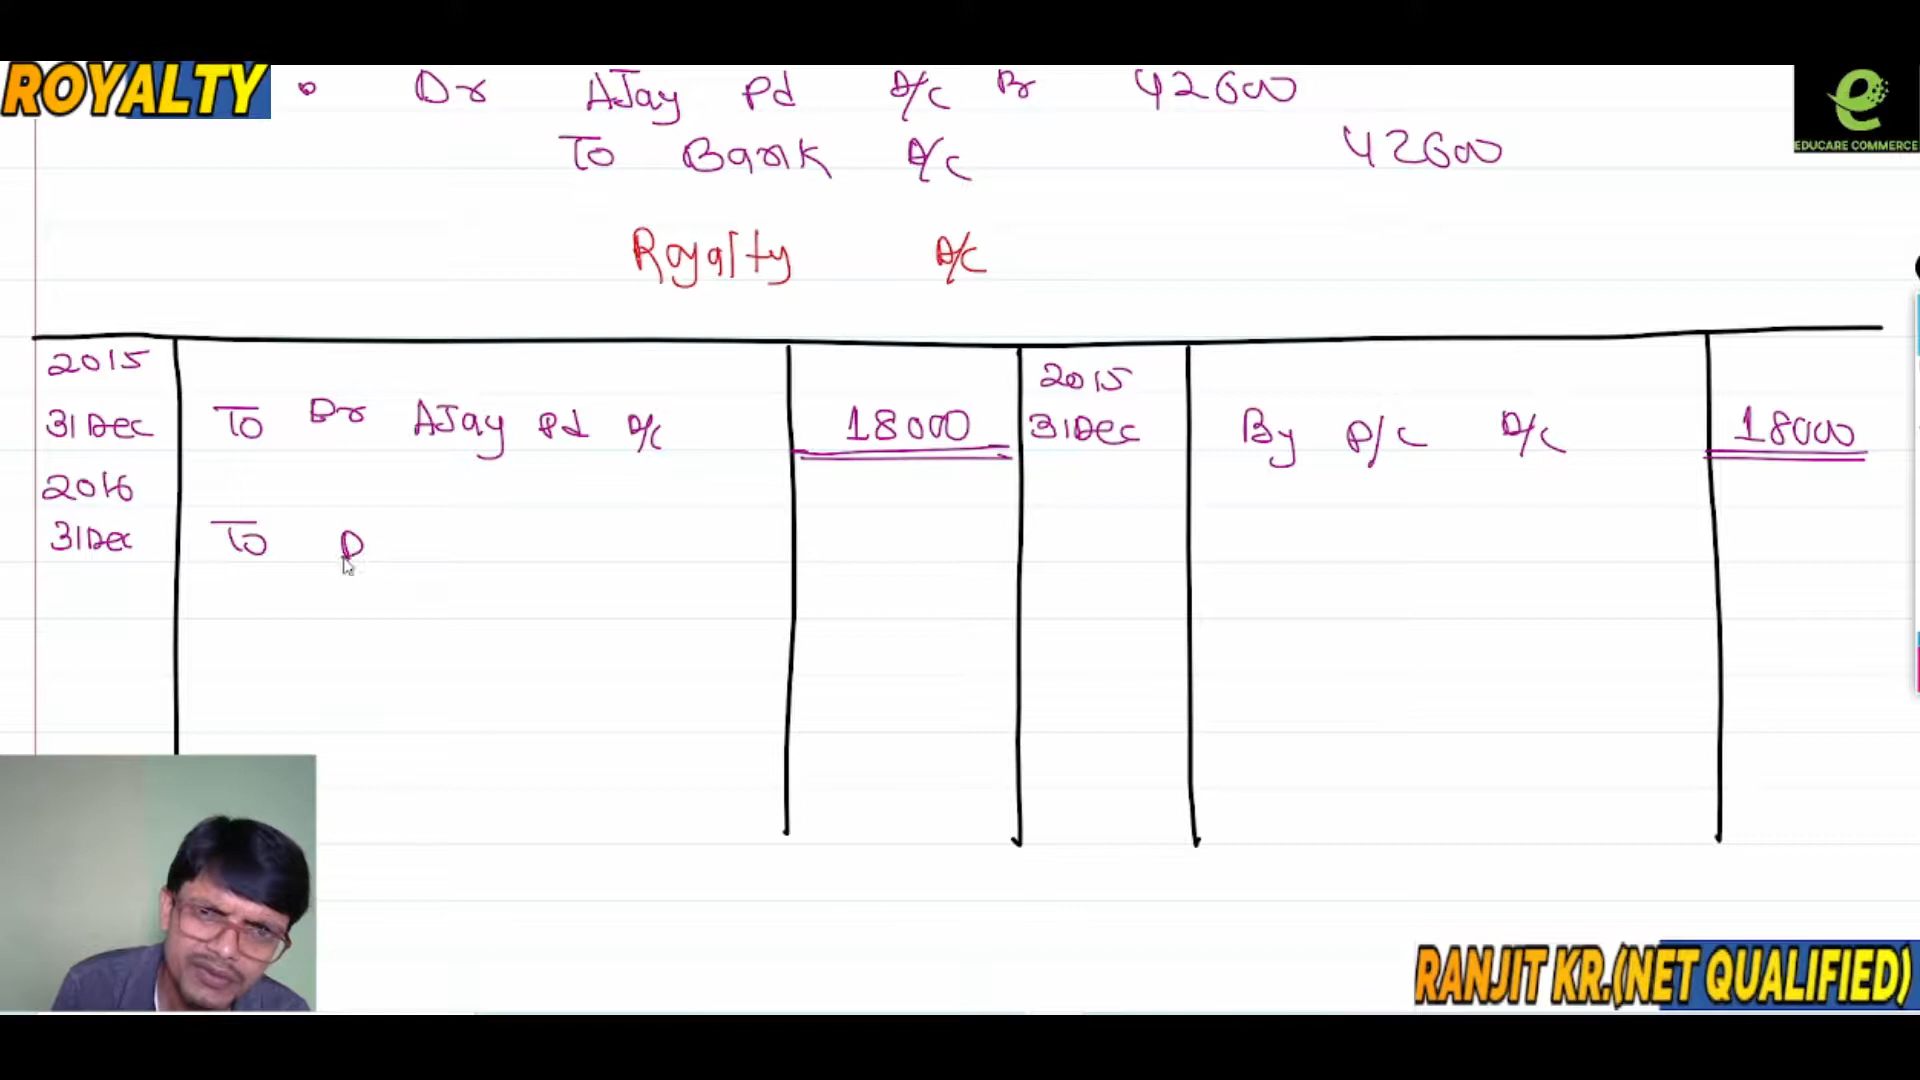 ROYALTY
Dr AJay Pd A/c Dr 42600
To Bank A/c 42600
EDUCARE COMMERCE
Royalty A/c
2015 2015
31 Dec To Dr AJay Pd A/c 18000 31 Dec By P/L A/c 18000
2016
31 Dec To D
RANJIT KR.(NET QUALIFIED)